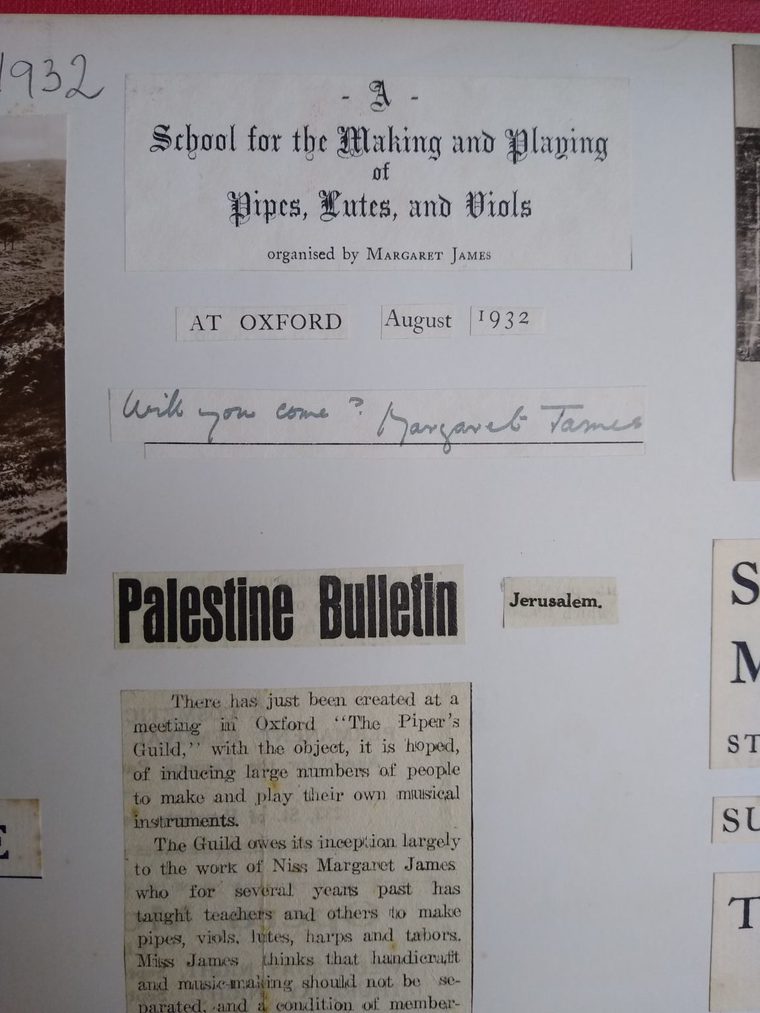 1932
- A -
School for the Making and Playing
of
Pipes, Lutes, and Viols
organised by MARGARET JAMES
AT OXFORD August 1932
Will you come? Margaret James
Palestine Bulletin
Jerusalem.
There has just been created at a
meeting in Oxford "The Piper's
Guild," with the object, it is hoped,
of inducing large numbers of people
to make and play their own musical
instruments.
The Guild owes its inception largely
to the work of Niss Margaret James
who for several years past has
taught teachers and others to make
pipes, viols, lutes, harps and tabors.
Miss James thinks that handicraft
and music-making should not be se-
parated, and a condition of member-
E
S
M
ST
SU
T